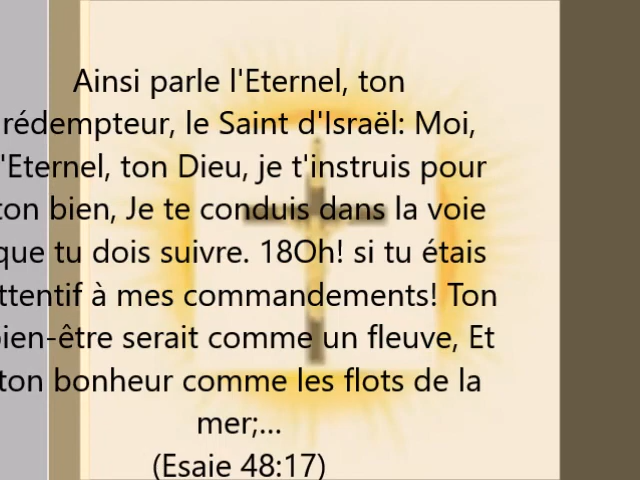 Ainsi parle l'Eternel, ton
rédempteur, le Saint d'Israël: Moi,
l'Eternel, ton Dieu, je t'instruis pour
ton bien, Je te conduis dans la voie
que tu dois suivre. 18Oh! si tu étais
attentif à mes commandements! Ton
bien-être serait comme un fleuve, Et
ton bonheur comme les flots de la
mer;...
(Esaie 48:17)